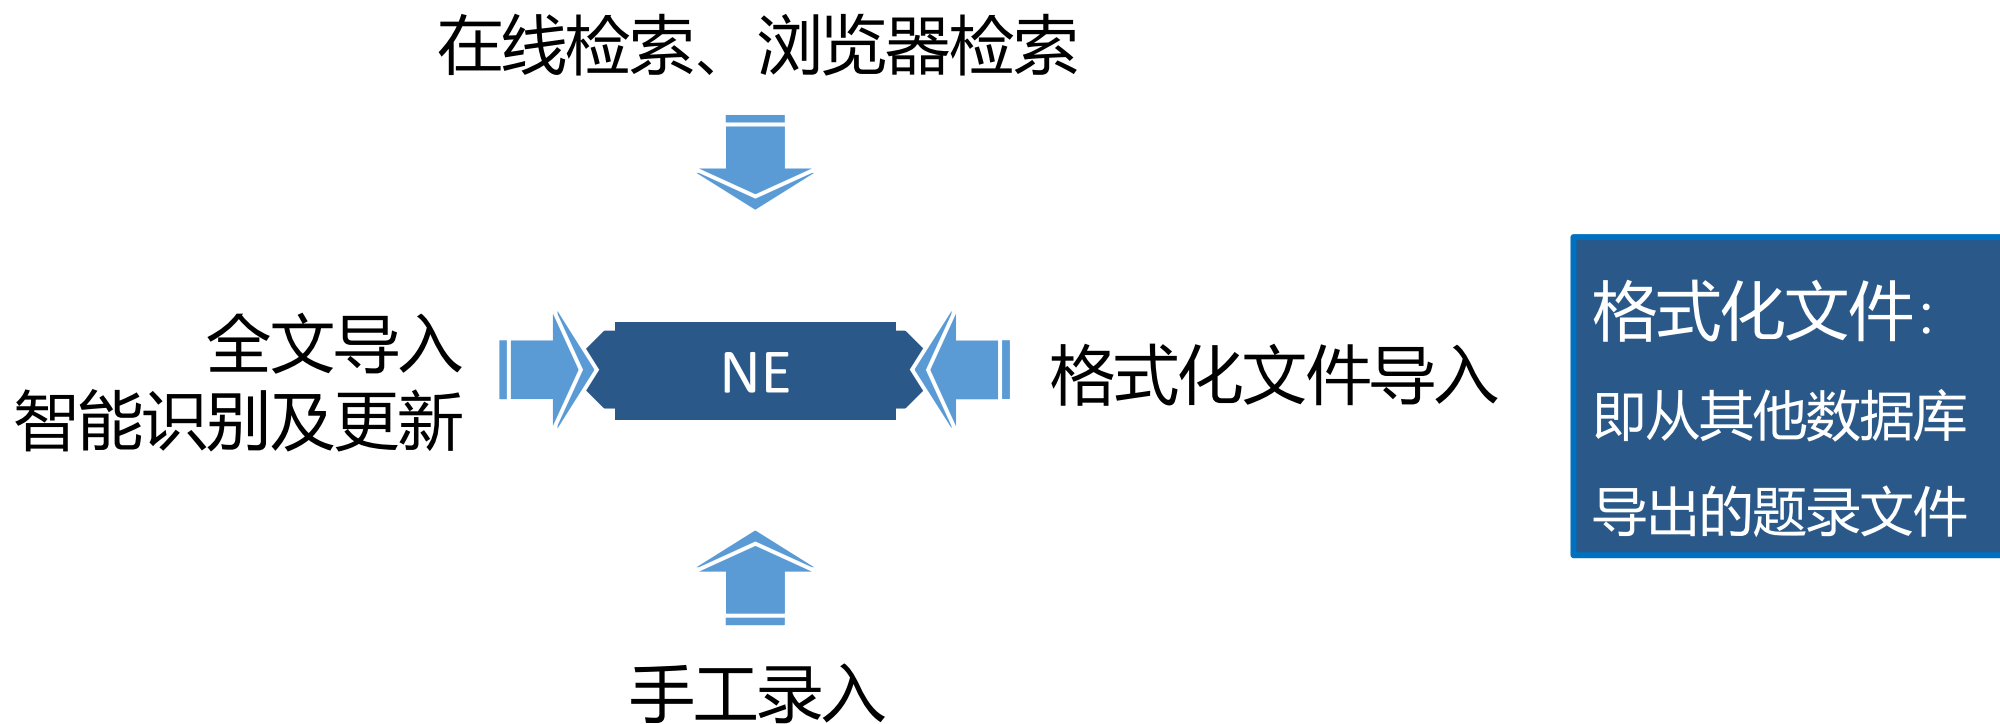 在线检索、浏览器检索
全文导入
智能识别及更新
NE
格式化文件导入
格式化文件：
即从其他数据库
导出的题录文件
手工录入